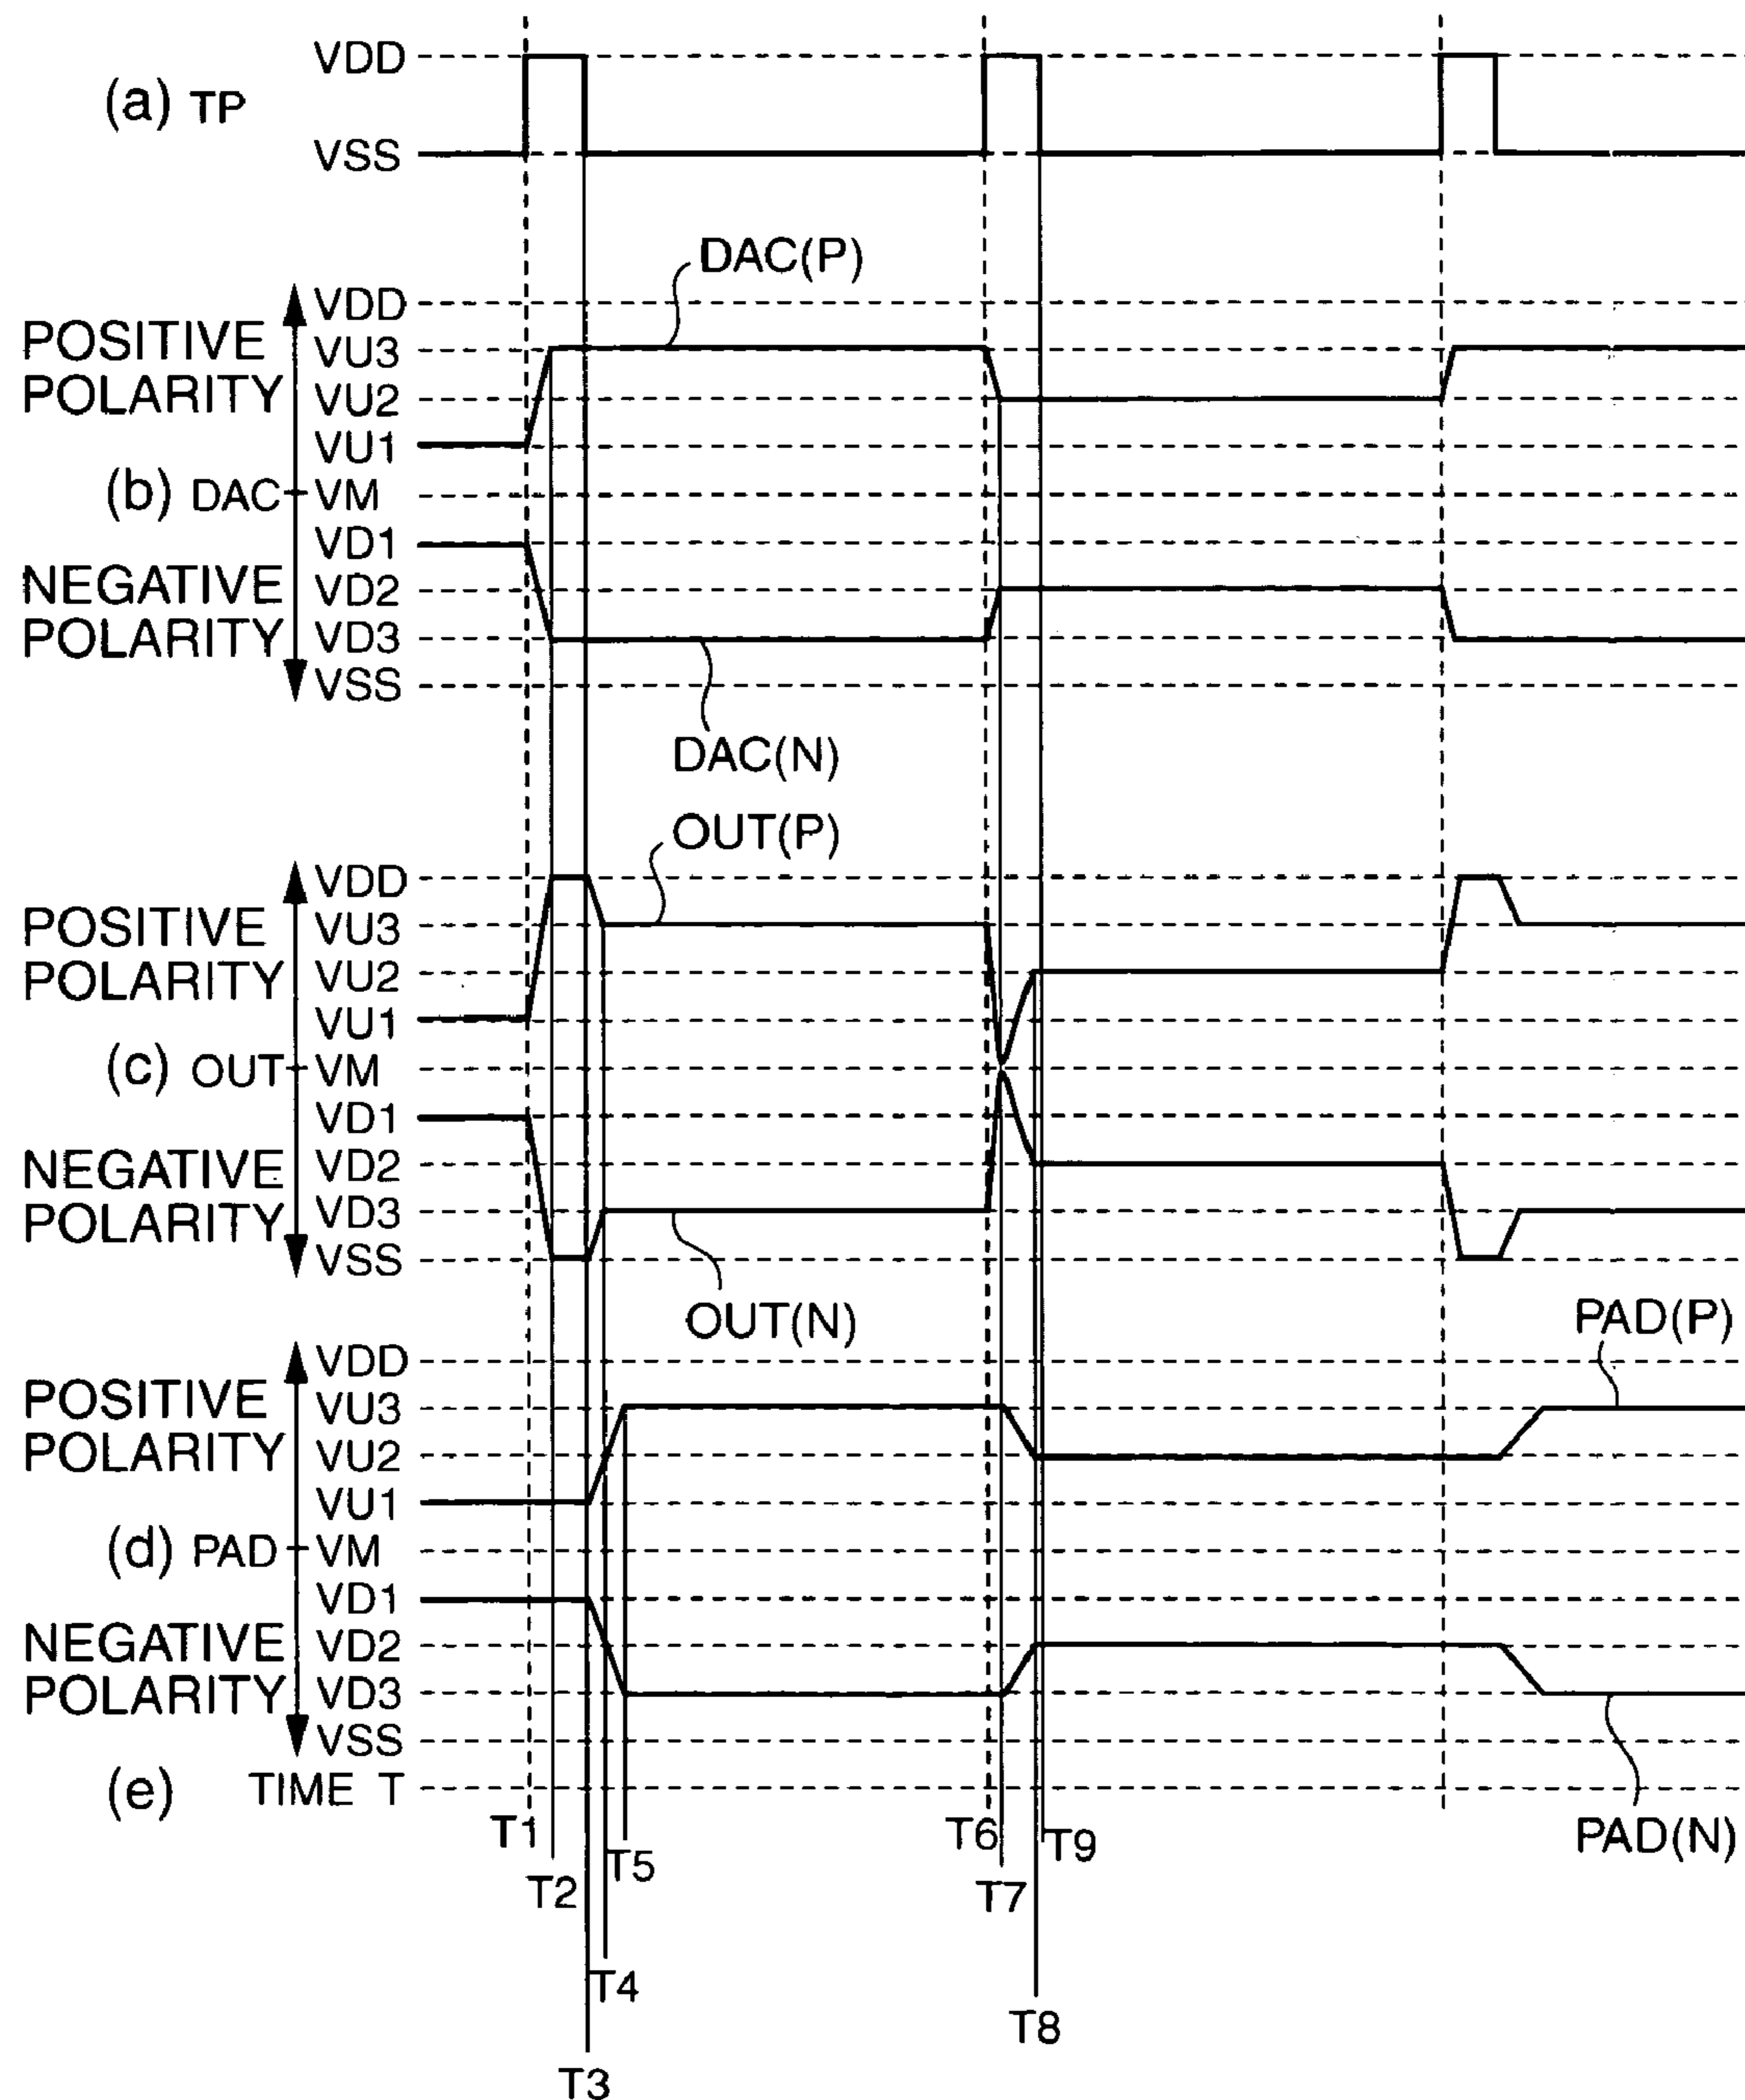 VDD
(a) TP
VSS
DAC(P)
VDD
POSITIVE
POLARITY
VU3
VU2
VU1
(b) DAC
VM
VD1
NEGATIVE
POLARITY
VD2
VD3
VSS
DAC(N)
OUT(P)
VDD
POSITIVE
POLARITY
VU3
VU2
VU1
(c) OUT
VM
VD1
NEGATIVE
POLARITY
VD2
VD3
VSS
OUT(N)
PAD(P)
VDD
POSITIVE
POLARITY
VU3
VU2
VU1
(d) PAD
VM
VD1
NEGATIVE
POLARITY
VD2
VD3
VSS
(e) TIME T
PAD(N)
T1
T2
T3
T4
T5
T6
T7
T8
T9